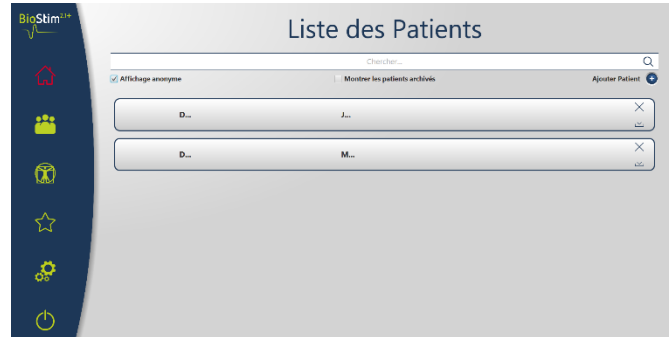 BioStim2.1+
Liste des Patients
Chercher...
Affichage anonyme
Montrer les patients archivés
Ajouter Patient
D... J...
D... M...